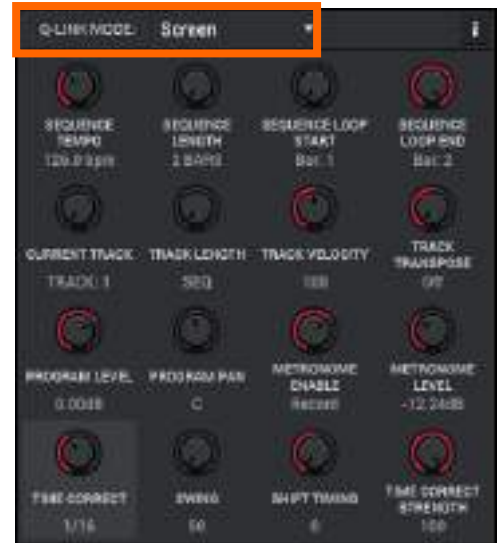 Q-LINK MODE: Screen
SEQUENCE TEMPO
SEQUENCE LENGTH
SEQUENCE LOOP START
SEQUENCE LOOP END
2 BARS
Bar: 1
Bar: 2
CURRENT TRACK
TRACK LENGTH
TRACK VELOCITY
TRACK TRANSPOSE
TRACK: 1
SEQ
100
Off
PROGRAM LEVEL
PROGRAM PAN
METRONOME ENABLE
METRONOME LEVEL
0.00dB
C
Record
-12.24dB
TIME CORRECT
SWING
SHIFT TIMING
TIME CORRECT STRENGTH
1/16
50
0
100